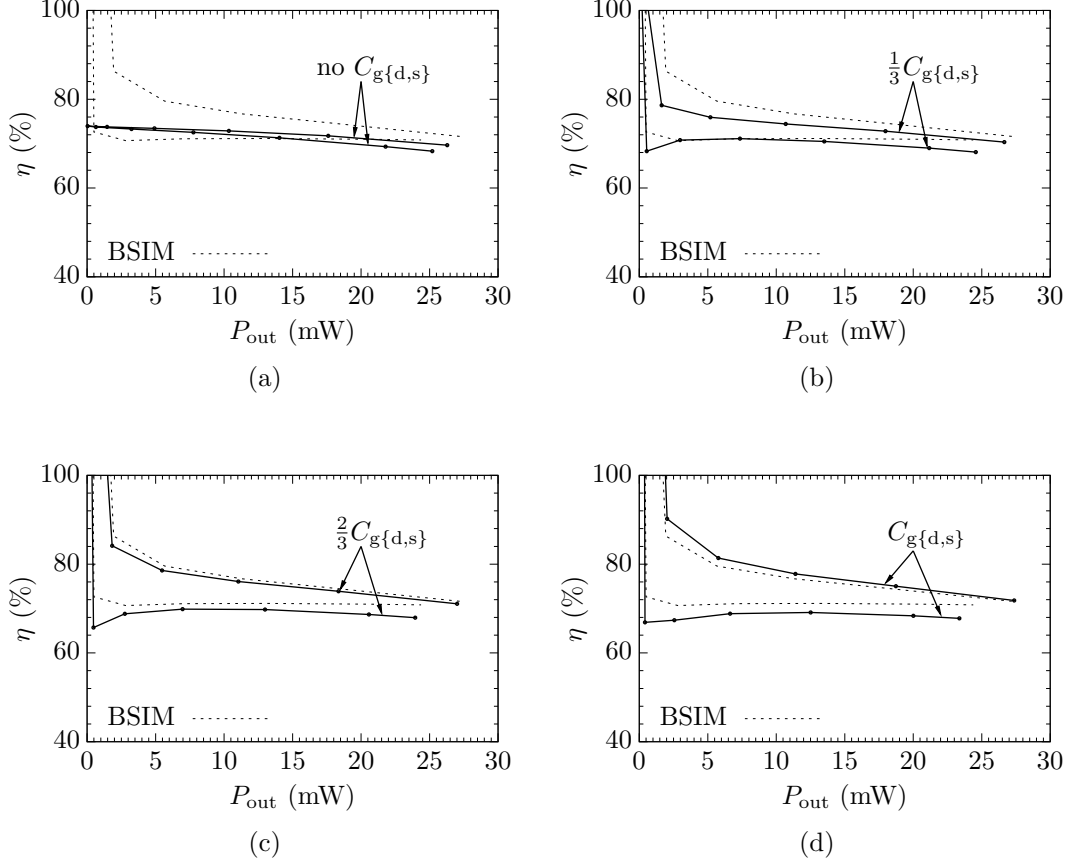 100
80
60
40
η (%)
no C_g{d,s}
BSIM
0 5 10 15 20 25 30
P_out (mW)
(a)
100
80
60
40
η (%)
1/3 C_g{d,s}
BSIM
0 5 10 15 20 25 30
P_out (mW)
(b)
100
80
60
40
η (%)
2/3 C_g{d,s}
BSIM
0 5 10 15 20 25 30
P_out (mW)
(c)
100
80
60
40
η (%)
C_g{d,s}
BSIM
0 5 10 15 20 25 30
P_out (mW)
(d)